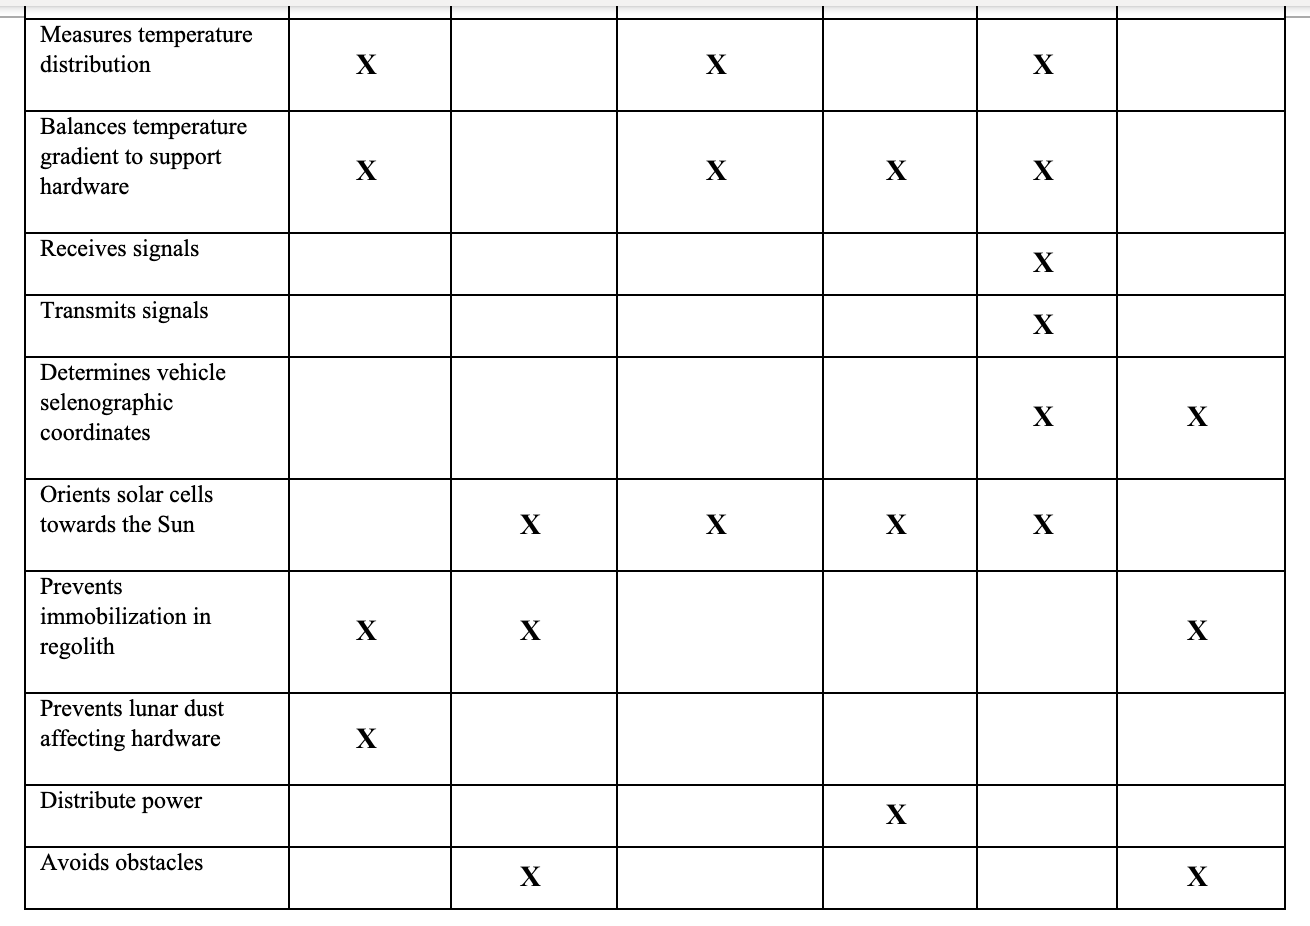 Measures temperature
distribution
X X X
Balances temperature
gradient to support
hardware
X X X X
Receives signals
X
Transmits signals
X
Determines vehicle
selenographic
coordinates
X X
Orients solar cells
towards the Sun
X X X X
Prevents
immobilization in
regolith
X X X
Prevents lunar dust
affecting hardware
X
Distribute power
X
Avoids obstacles
X X